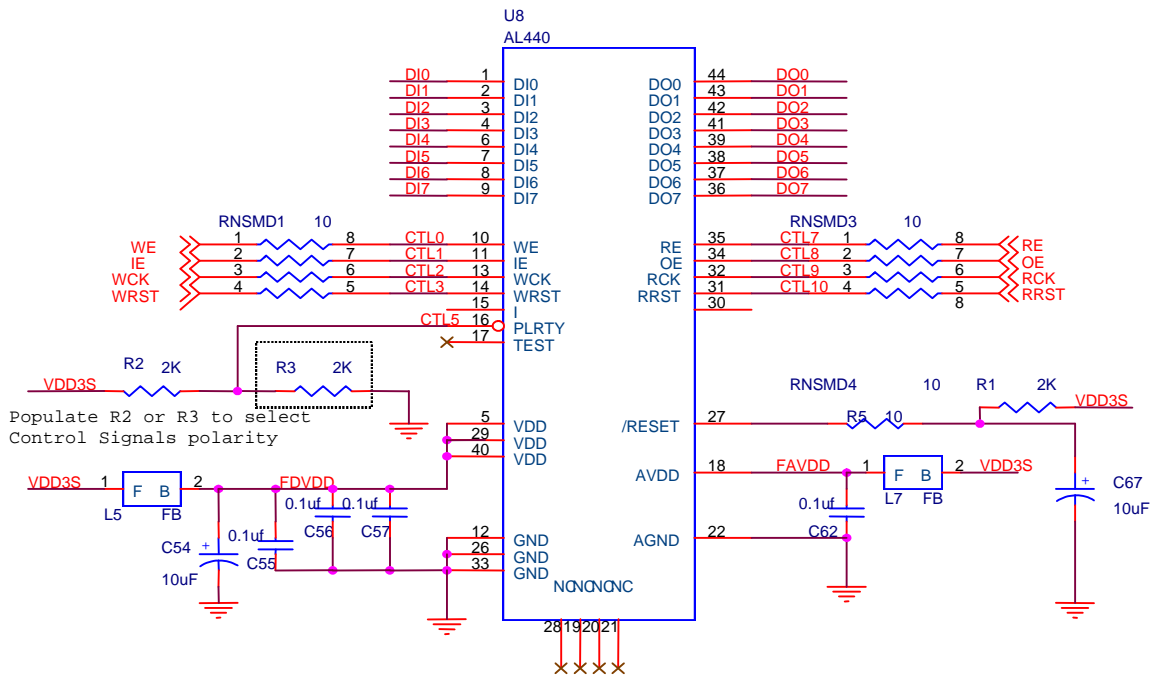 U8
AL440
DI0 1 DI0 DO0 44 DO0
DI1 2 DI1 DO1 43 DO1
DI2 3 DI2 DO2 42 DO2
DI3 4 DI3 DO3 41 DO3
DI4 6 DI4 DO4 39 DO4
DI5 7 DI5 DO5 38 DO5
DI6 8 DI6 DO6 37 DO6
DI7 9 DI7 DO7 36 DO7
RNSMD1 10 RNSMD3 10
WE 1 8 CTL0 10 WE RE 35 CTL7 1 8 RE
IE 2 7 CTL1 11 IE OE 34 CTL8 2 7 OE
WCK 3 6 CTL2 13 WCK RCK 32 CTL9 3 6 RCK
WRST 4 5 CTL3 14 WRST RRST 31 CTL10 4 5 RRST
15 I 30 8
CTL5 16 PLRTY
17 TEST
R2 2K R3 2K RNSMD4 10 R1 2K
VDD3S VDD3S
Populate R2 or R3 to select
Control Signals polarity
5 VDD /RESET 27 R5 10
29 VDD
40 VDD
VDD3S 1 F B 2 FDVDD AVDD 18 FAVDD 1 F B 2 VDD3S
L5 FB L7 FB
C67
10uF
0.1uf 0.1uf 0.1uf
C56 C57 C62
C54 0.1uf C55
10uF
12 GND AGND 22
26 GND
33 GND
NC NC NC NC
28 19 20 21